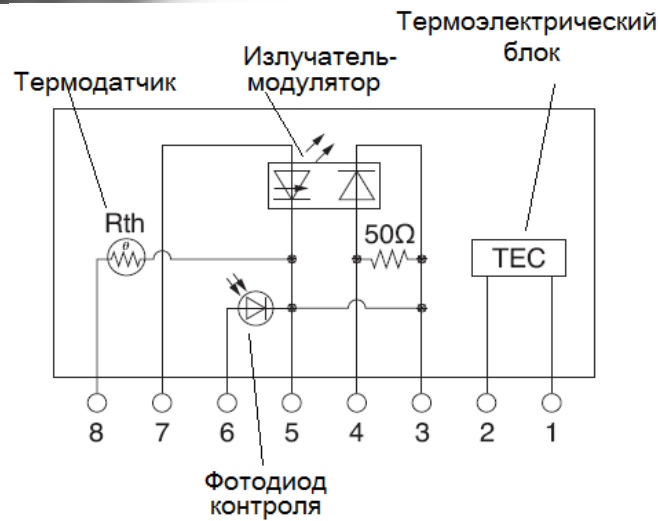 Термоэлектрический
блок
Излучатель-
модулятор
Термодатчик
Rth
θ
50Ω
TEC
8 7 6 5 4 3 2 1
Фотодиод
контроля